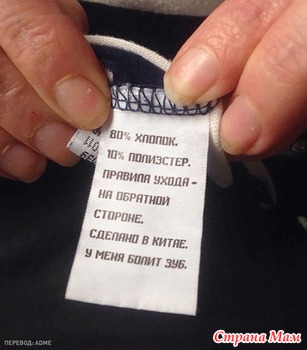 80% ХЛОПОК.
10% ПОЛИЭСТЕР.
ПРАВИЛА УХОДА -
НА ОБРАТНОЙ
СТОРОНЕ.
СДЕЛАНО В КИТАЕ.
У МЕНЯ БОЛИТ ЗУБ.
ПЕРЕВОД: ADME
Страна Мам